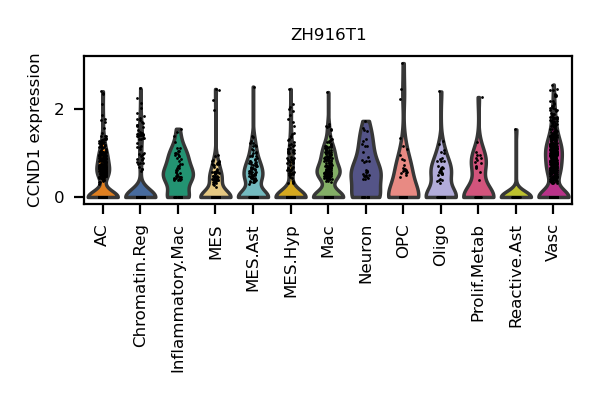 ZH916T1
CCND1 expression
2
0
AC
Chromatin.Reg
Inflammatory.Mac
MES
MES.Ast
MES.Hyp
Mac
Neuron
OPC
Oligo
Prolif.Metab
Reactive.Ast
Vasc